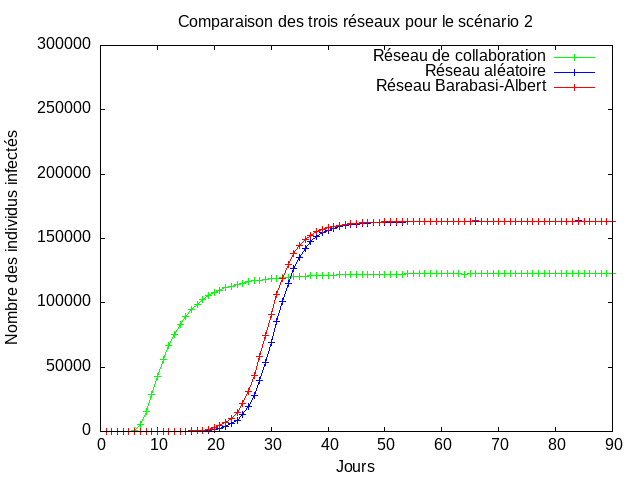 Comparaison des trois réseaux pour le scénario 2
300000
250000
200000
150000
100000
50000
0
Nombre des individus infectés
Réseau de collaboration
Réseau aléatoire
Réseau Barabasi-Albert
0 10 20 30 40 50 60 70 80 90
Jours